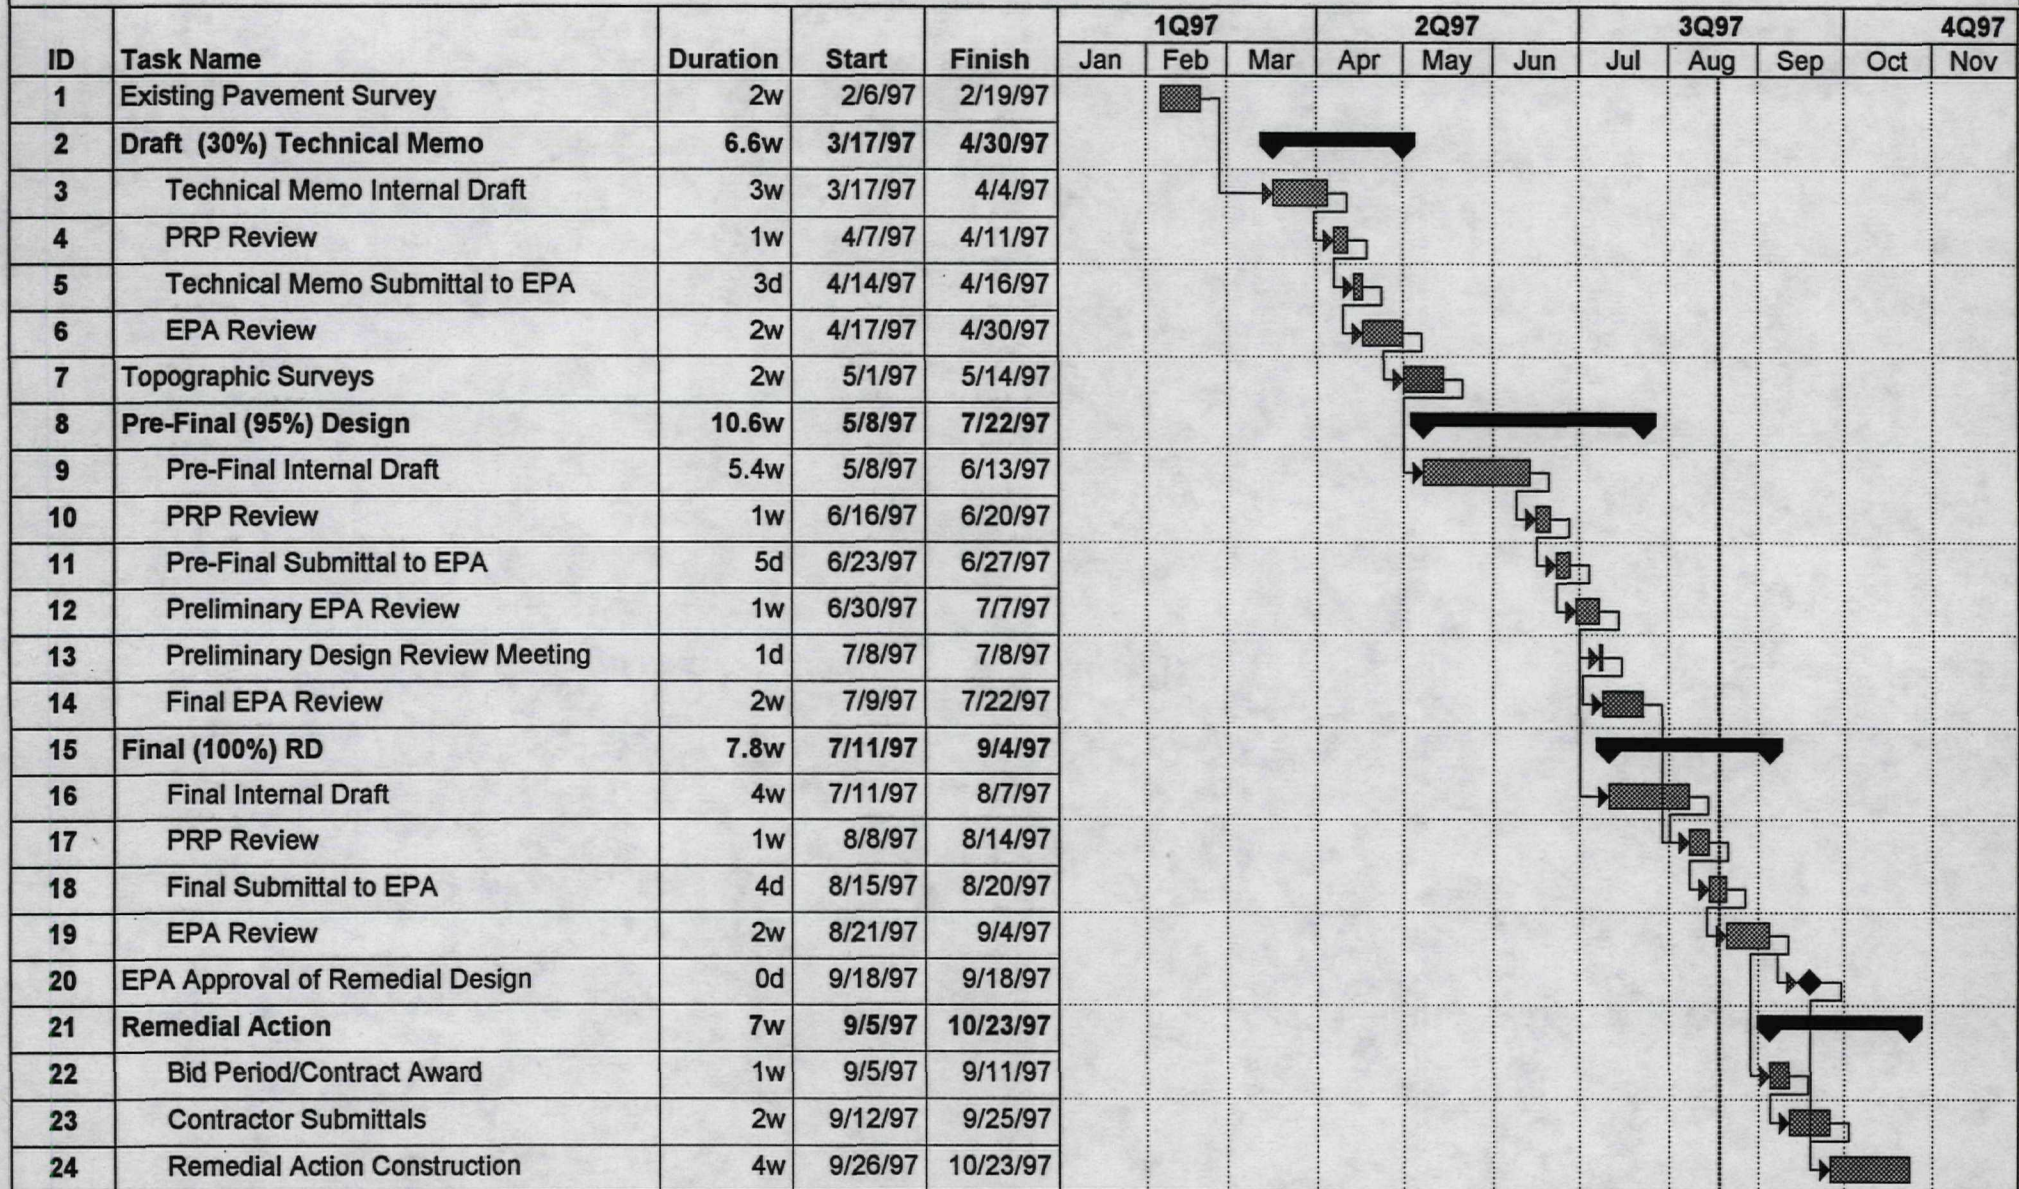 1Q97 2Q97 3Q97 4Q97
ID Task Name Duration Start Finish Jan Feb Mar Apr May Jun Jul Aug Sep Oct Nov
1 Existing Pavement Survey 2w 2/6/97 2/19/97
2 Draft (30%) Technical Memo 6.6w 3/17/97 4/30/97
3 Technical Memo Internal Draft 3w 3/17/97 4/4/97
4 PRP Review 1w 4/7/97 4/11/97
5 Technical Memo Submittal to EPA 3d 4/14/97 4/16/97
6 EPA Review 2w 4/17/97 4/30/97
7 Topographic Surveys 2w 5/1/97 5/14/97
8 Pre-Final (95%) Design 10.6w 5/8/97 7/22/97
9 Pre-Final Internal Draft 5.4w 5/8/97 6/13/97
10 PRP Review 1w 6/16/97 6/20/97
11 Pre-Final Submittal to EPA 5d 6/23/97 6/27/97
12 Preliminary EPA Review 1w 6/30/97 7/7/97
13 Preliminary Design Review Meeting 1d 7/8/97 7/8/97
14 Final EPA Review 2w 7/9/97 7/22/97
15 Final (100%) RD 7.8w 7/11/97 9/4/97
16 Final Internal Draft 4w 7/11/97 8/7/97
17 PRP Review 1w 8/8/97 8/14/97
18 Final Submittal to EPA 4d 8/15/97 8/20/97
19 EPA Review 2w 8/21/97 9/4/97
20 EPA Approval of Remedial Design 0d 9/18/97 9/18/97
21 Remedial Action 7w 9/5/97 10/23/97
22 Bid Period/Contract Award 1w 9/5/97 9/11/97
23 Contractor Submittals 2w 9/12/97 9/25/97
24 Remedial Action Construction 4w 9/26/97 10/23/97